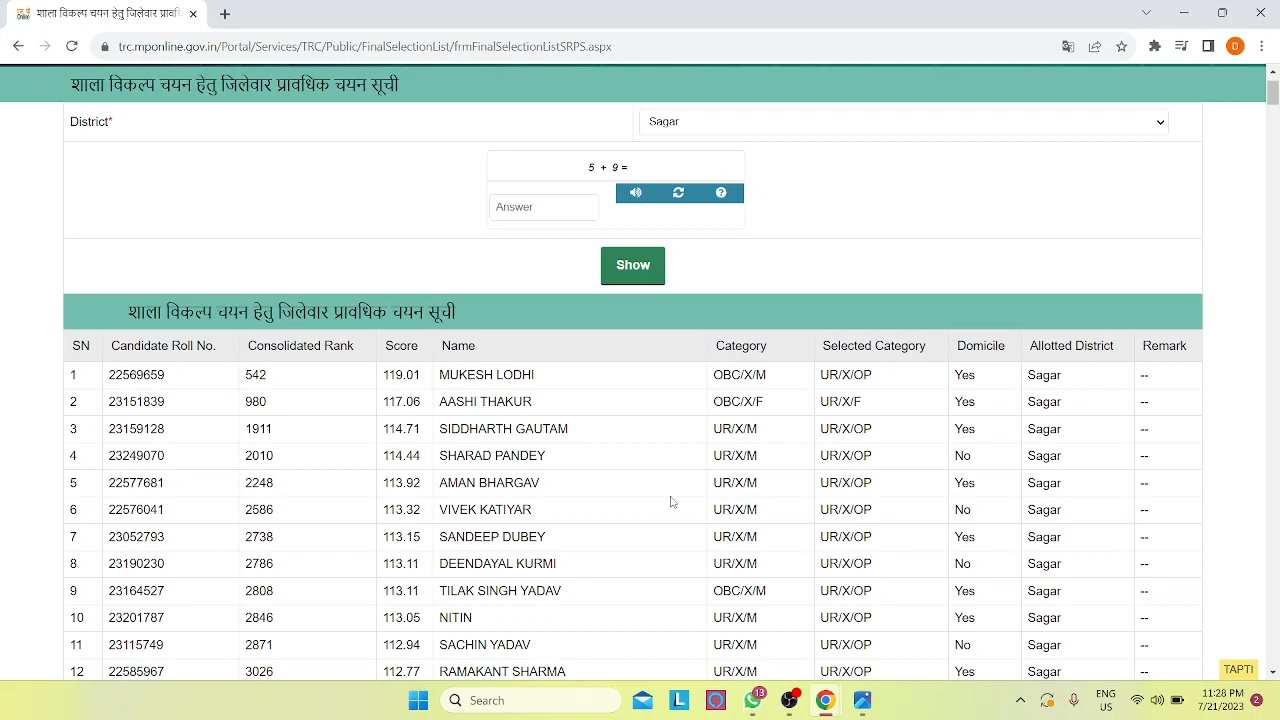 शाला विकल्प चयन हेतु जिलेवार प्रावधि
trc.mponline.gov.in/Portal/Services/TRC/Public/FinalSelectionList/frmFinalSelectionList5RPS.aspx
D
शाला विकल्प चयन हेतु जिलेवार प्रावधिक चयन सूची
District* Sagar
5 + 9 =
Answer
Show
शाला विकल्प चयन हेतु जिलेवार प्रावधिक चयन सूची
SN Candidate Roll No. Consolidated Rank Score Name Category Selected Category Domicile Allotted District Remark
1 22569659 542 119.01 MUKESH LODHI OBC/X/M UR/X/OP Yes Sagar --
2 23151839 980 117.06 AASHI THAKUR OBC/X/F UR/X/F Yes Sagar --
3 23159128 1911 114.71 SIDDHARTH GAUTAM UR/X/M UR/X/OP Yes Sagar --
4 23249070 2010 114.44 SHARAD PANDEY UR/X/M UR/X/OP No Sagar --
5 22577681 2248 113.92 AMAN BHARGAV UR/X/M UR/X/OP Yes Sagar --
6 22576041 2586 113.32 VIVEK KATIYAR UR/X/M UR/X/OP No Sagar --
7 23052793 2738 113.15 SANDEEP DUBEY UR/X/M UR/X/OP Yes Sagar --
8 23190230 2786 113.11 DEENDAYAL KURMI UR/X/M UR/X/OP No Sagar --
9 23164527 2808 113.11 TILAK SINGH YADAV OBC/X/M UR/X/OP Yes Sagar --
10 23201787 2846 113.05 NITIN UR/X/M UR/X/OP Yes Sagar --
11 23115749 2871 112.94 SACHIN YADAV UR/X/M UR/X/OP No Sagar --
12 22585967 3026 112.77 RAMAKANT SHARMA UR/X/M UR/X/OP Yes Sagar --
TAPTI
Search
L
13
ENG
US
11:28 PM
7/21/2023
2